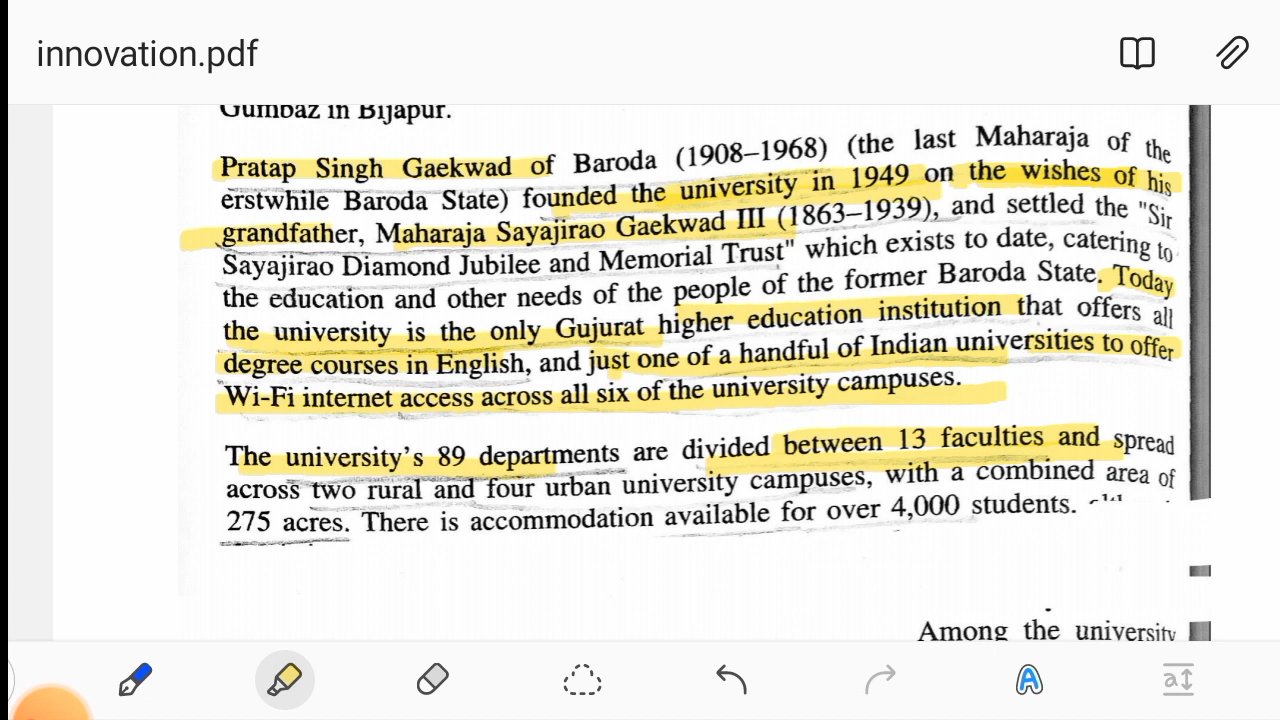 innovation.pdf
Gumbaz in Bijapur.
Pratap Singh Gaekwad of Baroda (1908–1968) (the last Maharaja of the
erstwhile Baroda State) founded the university in 1949 on the wishes of his
grandfather, Maharaja Sayajirao Gaekwad III (1863–1939), and settled the "Sir
Sayajirao Diamond Jubilee and Memorial Trust" which exists to date, catering to
the education and other needs of the people of the former Baroda State. Today
the university is the only Gujurat higher education institution that offers all
degree courses in English, and just one of a handful of Indian universities to offer
Wi-Fi internet access across all six of the university campuses.
The university's 89 departments are divided between 13 faculties and spread
across two rural and four urban university campuses, with a combined area of
275 acres. There is accommodation available for over 4,000 students.
Among the university
A
a